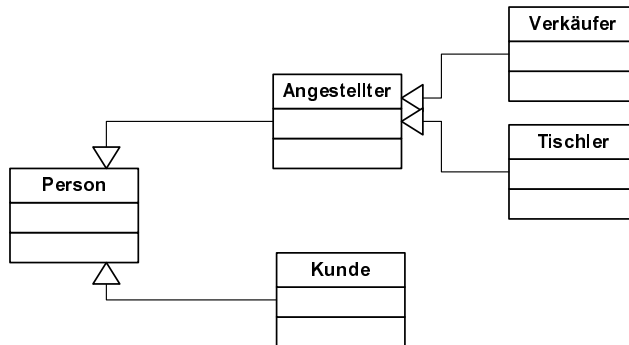 Verkäufer
Angestellter
Tischler
Person
Kunde